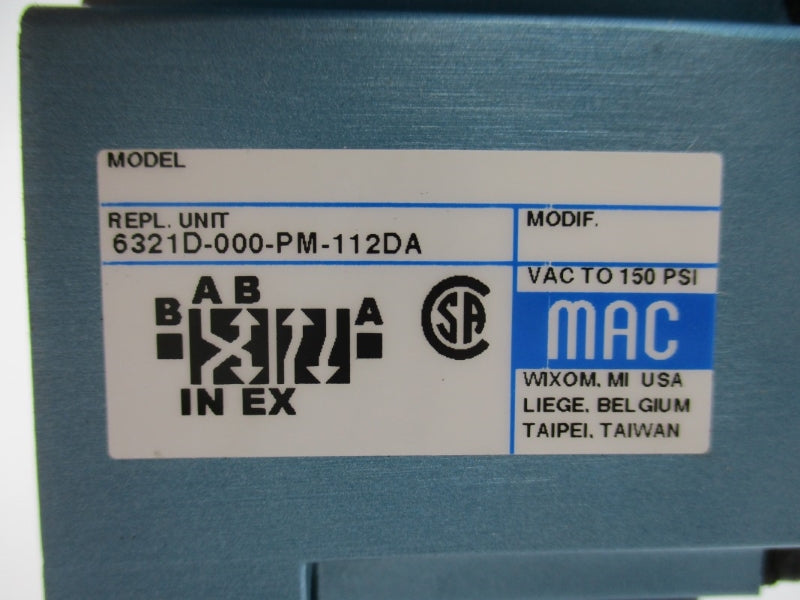 MODEL
REPL. UNIT
6321D-000-PM-112DA
MODIF.
VAC TO 150 PSI
B A B A
IN EX
SA
MAC
WIXOM, MI USA
LIEGE, BELGIUM
TAIPEI, TAIWAN